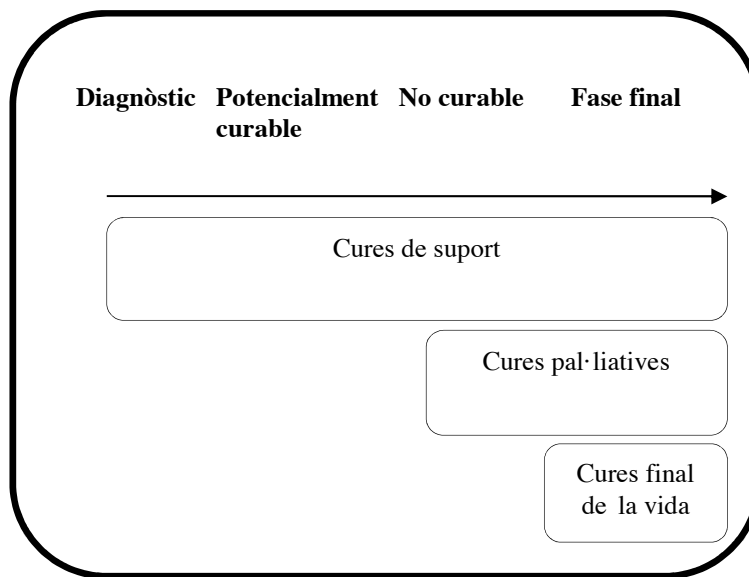 Diagnòstic Potencialment No curable Fase final
curable
Cures de suport
Cures pal·liatives
Cures final
de la vida